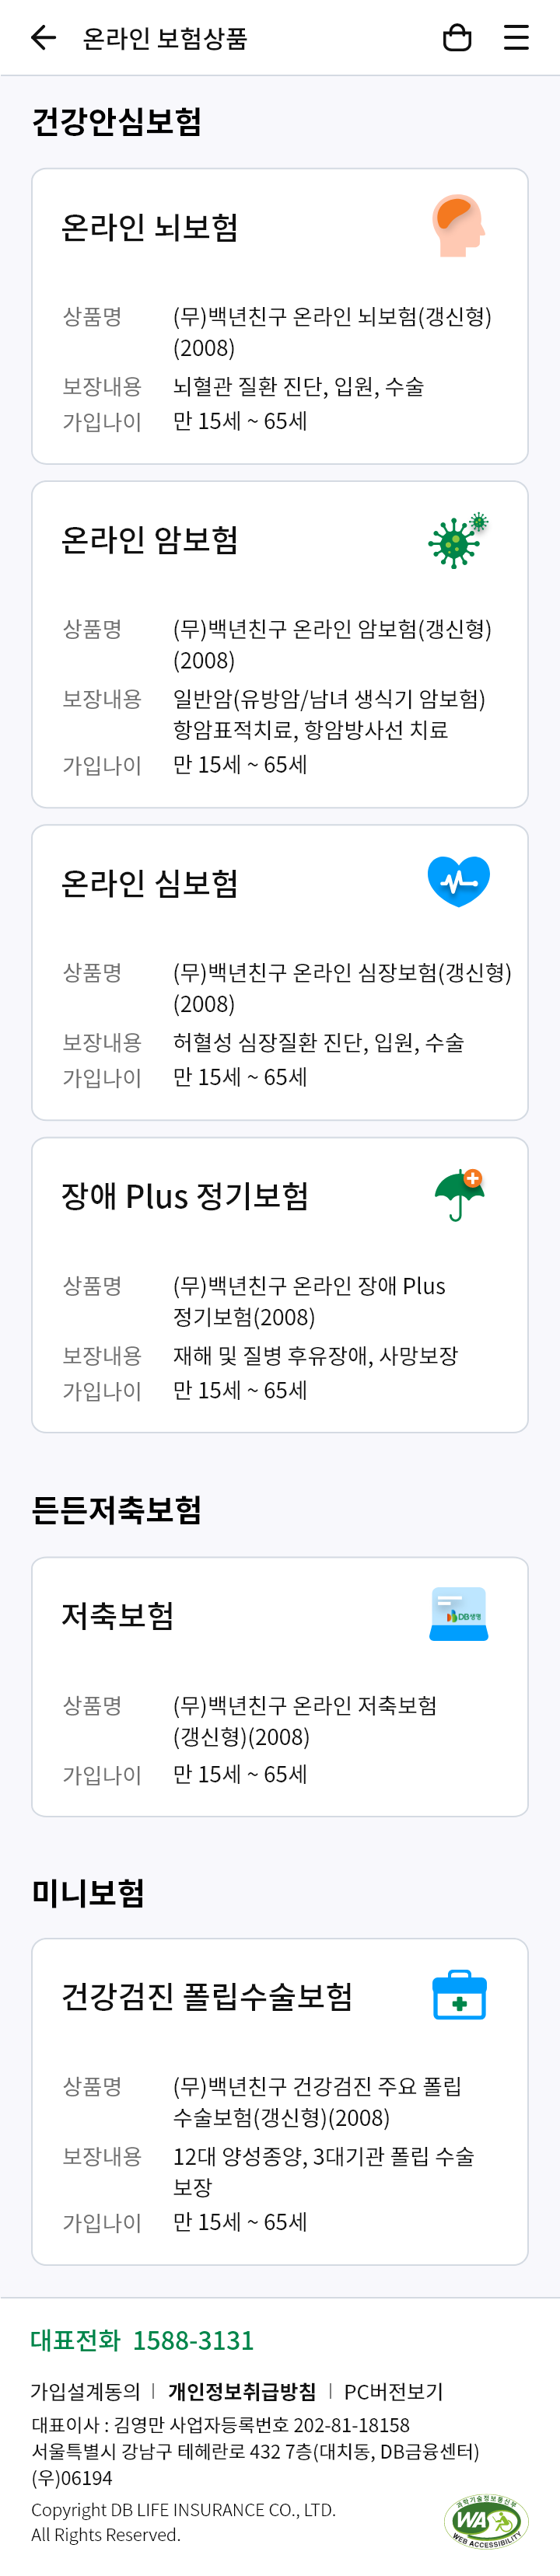 온라인 보험상품
건강안심보험
온라인 뇌보험
상품명 (무)백년친구 온라인 뇌보험(갱신형)
(2008)
보장내용 뇌혈관 질환 진단, 입원, 수술
가입나이 만 15세 ~ 65세
온라인 암보험
상품명 (무)백년친구 온라인 암보험(갱신형)
(2008)
보장내용 일반암(유방암/남녀 생식기 암보험)
항암표적치료, 항암방사선 치료
가입나이 만 15세 ~ 65세
온라인 심보험
상품명 (무)백년친구 온라인 심장보험(갱신형)
(2008)
보장내용 허혈성 심장질환 진단, 입원, 수술
가입나이 만 15세 ~ 65세
장애 Plus 정기보험
상품명 (무)백년친구 온라인 장애 Plus
정기보험(2008)
보장내용 재해 및 질병 후유장애, 사망보장
가입나이 만 15세 ~ 65세
든든저축보험
저축보험
DB생명
상품명 (무)백년친구 온라인 저축보험
(갱신형)(2008)
가입나이 만 15세 ~ 65세
미니보험
건강검진 폴립수술보험
상품명 (무)백년친구 건강검진 주요 폴립
수술보험(갱신형)(2008)
보장내용 12대 양성종양, 3대기관 폴립 수술
보장
가입나이 만 15세 ~ 65세
대표전화 1588-3131
가입설계동의 | 개인정보취급방침 | PC버전보기
대표이사 : 김영만 사업자등록번호 202-81-18158
서울특별시 강남구 테헤란로 432 7층(대치동, DB금융센터)
(우)06194
Copyright DB LIFE INSURANCE CO., LTD.
All Rights Reserved.
과학기술정보통신부
WA
WEB ACCESSIBILITY